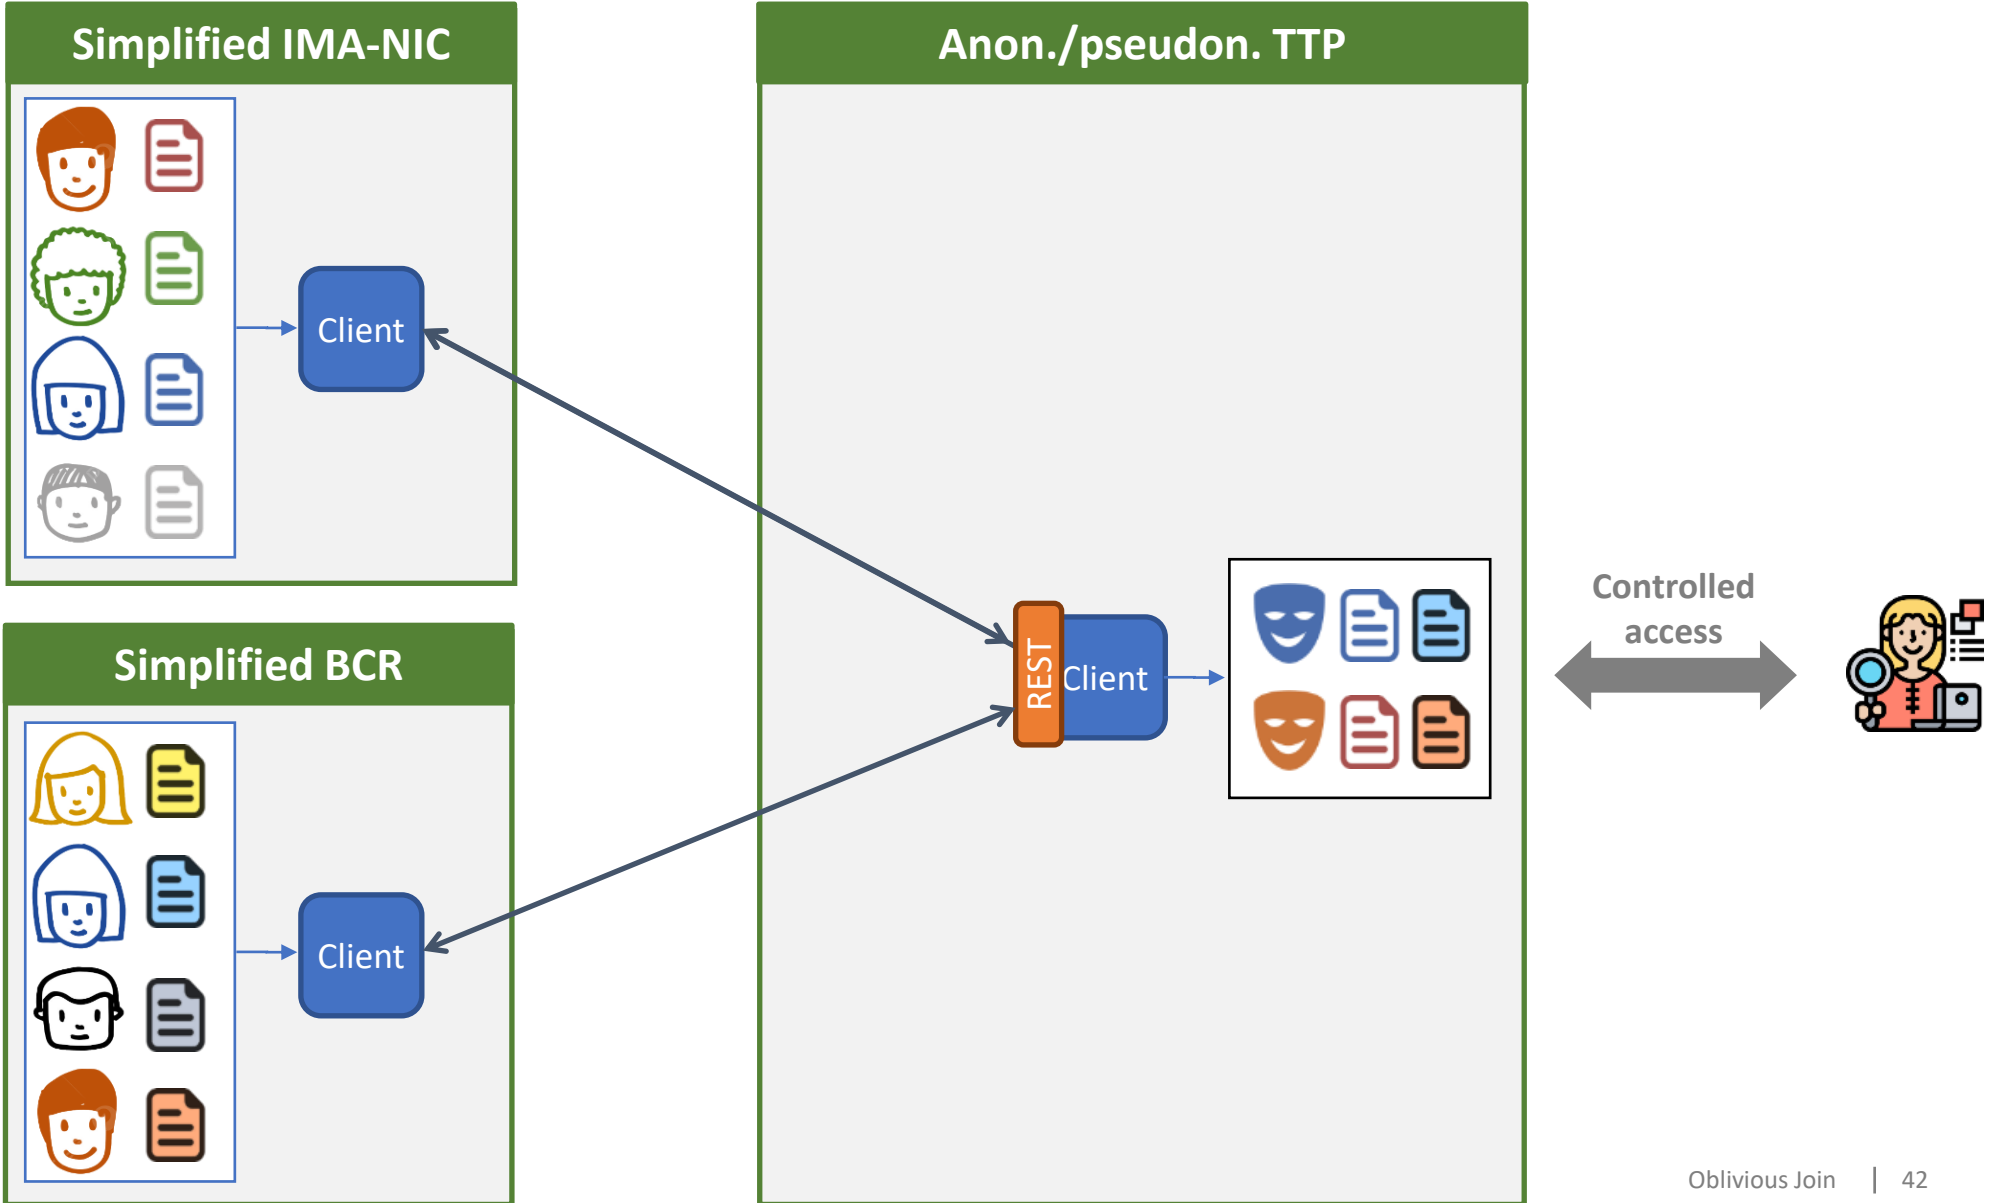 Simplified IMA-NIC
Client
Simplified BCR
Client
Anon./pseudon. TTP
REST
Client
Controlled
access
Oblivious Join | 42